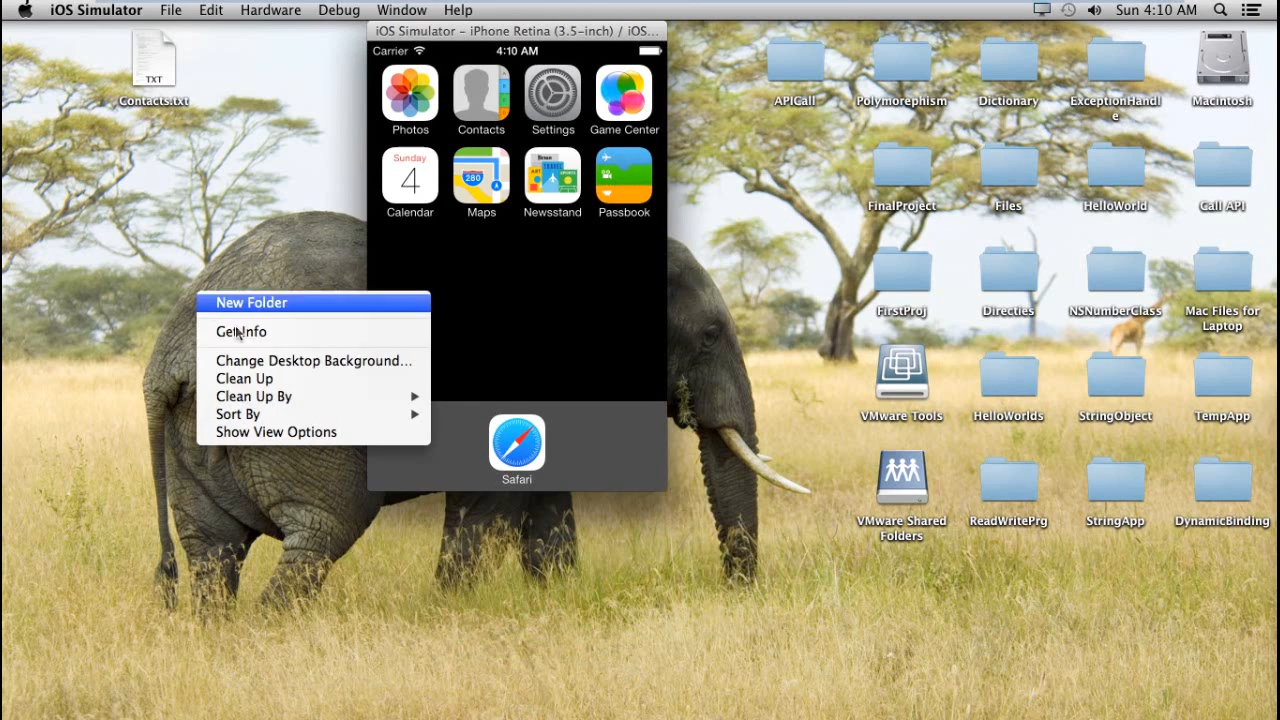 iOS Simulator File Edit Hardware Debug Window Help Sun 4:10 AM
TXT
Contacts.txt
iOS Simulator – iPhone Retina (3.5-inch) / iOS…
Carrier 4:10 AM
Photos Contacts Settings Game Center
Sunday
4
280
Calendar Maps Newsstand Passbook
Safari
New Folder
Get Info
Change Desktop Background…
Clean Up
Clean Up By
Sort By
Show View Options
APICall Polymorephism Dictionary ExceptionHandl
e
Macintosh
FinalProject Files HelloWorld Call API
FirstProj Directies NSNumberClass Mac Files for
Laptop
VMware Tools HelloWorlds StringObject TempApp
VMware Shared
Folders
ReadWritePrg StringApp DynamicBinding